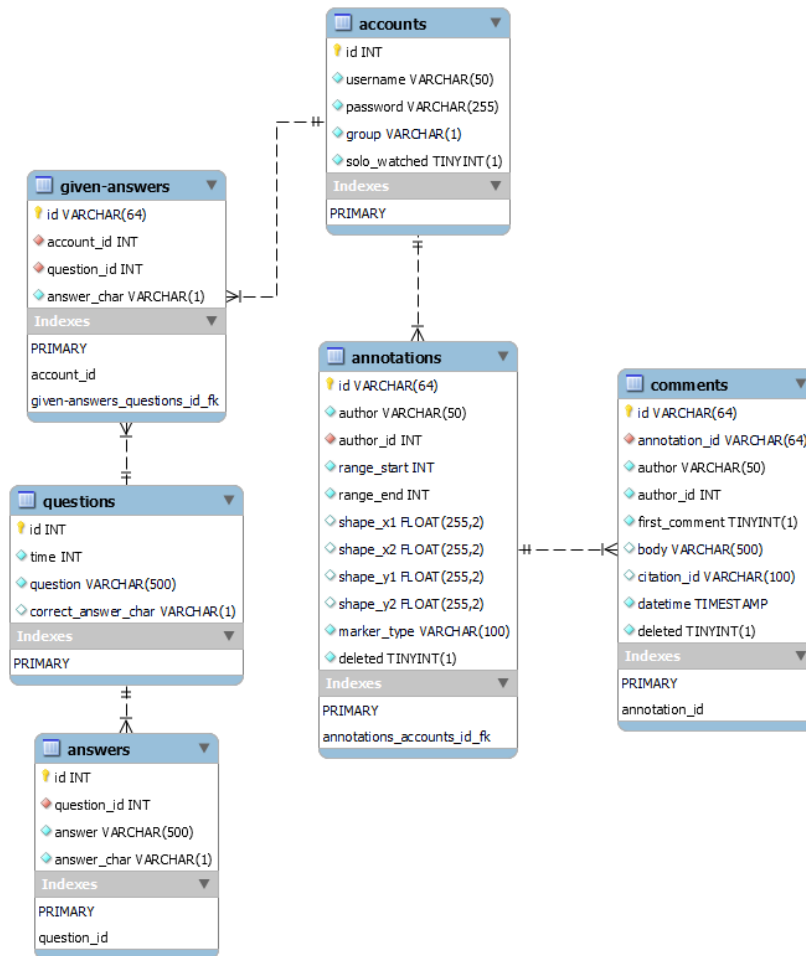 accounts
id INT
username VARCHAR(50)
password VARCHAR(255)
group VARCHAR(1)
solo_watched TINYINT(1)
Indexes
PRIMARY
given-answers
id VARCHAR(64)
account_id INT
question_id INT
answer_char VARCHAR(1)
Indexes
PRIMARY
account_id
given-answers_questions_id_fk
annotations
id VARCHAR(64)
author VARCHAR(50)
author_id INT
range_start INT
range_end INT
shape_x1 FLOAT(255,2)
shape_x2 FLOAT(255,2)
shape_y1 FLOAT(255,2)
shape_y2 FLOAT(255,2)
marker_type VARCHAR(100)
deleted TINYINT(1)
Indexes
PRIMARY
annotations_accounts_id_fk
comments
id VARCHAR(64)
annotation_id VARCHAR(64)
author VARCHAR(50)
author_id INT
first_comment TINYINT(1)
body VARCHAR(500)
citation_id VARCHAR(100)
datetime TIMESTAMP
deleted TINYINT(1)
Indexes
PRIMARY
annotation_id
questions
id INT
time INT
question VARCHAR(500)
correct_answer_char VARCHAR(1)
Indexes
PRIMARY
answers
id INT
question_id INT
answer VARCHAR(500)
answer_char VARCHAR(1)
Indexes
PRIMARY
question_id